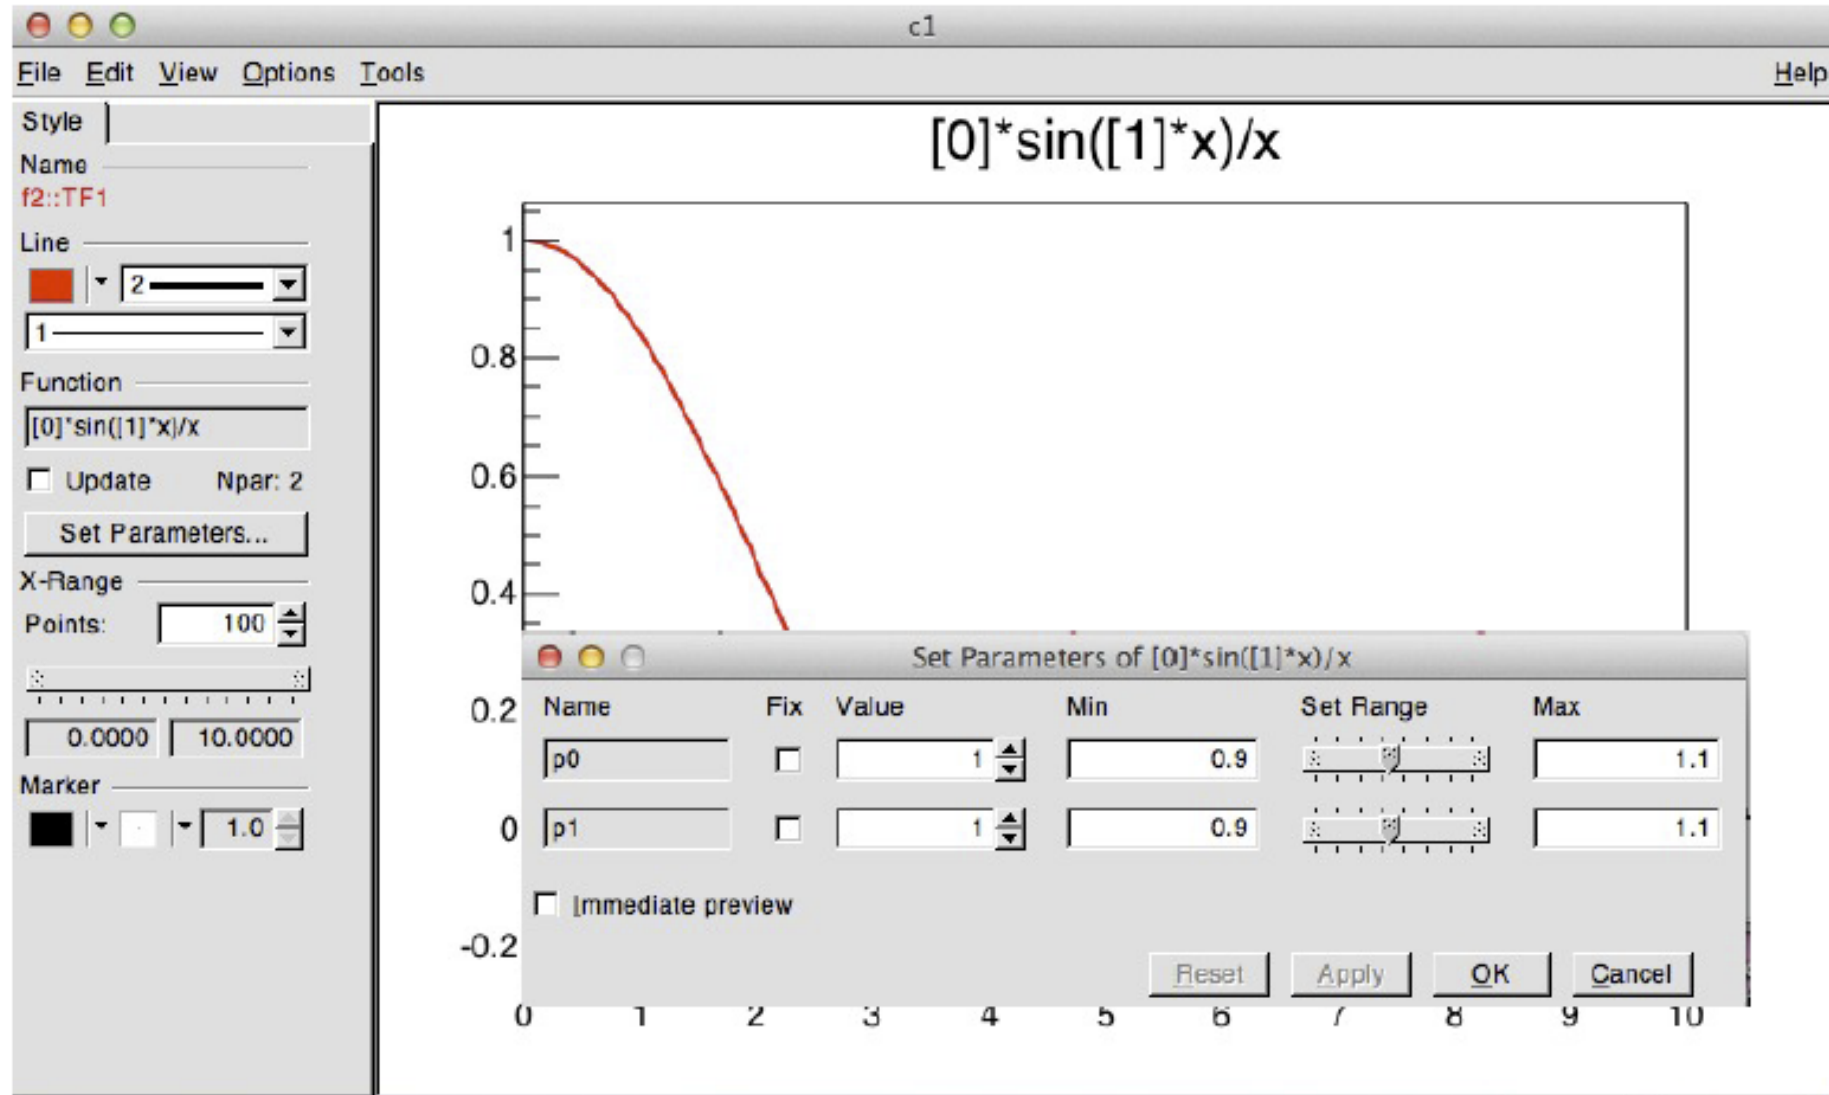 c1
File Edit View Options Tools Help
Style
Name
f2::TF1
Line
2
1
Function
[0]*sin([1]*x)/x
Update Npar: 2
Set Parameters...
X-Range
Points: 100
0.0000 10.0000
Marker
1.0
[0]*sin([1]*x)/x
1
0.8
0.6
0.4
0.2
0
-0.2
0 1 2 3 4 5 6 7 8 9 10
Set Parameters of [0]*sin([1]*x)/x
Name Fix Value Min Set Range Max
p0 1 0.9 1.1
p1 1 0.9 1.1
Immediate preview
Reset Apply OK Cancel